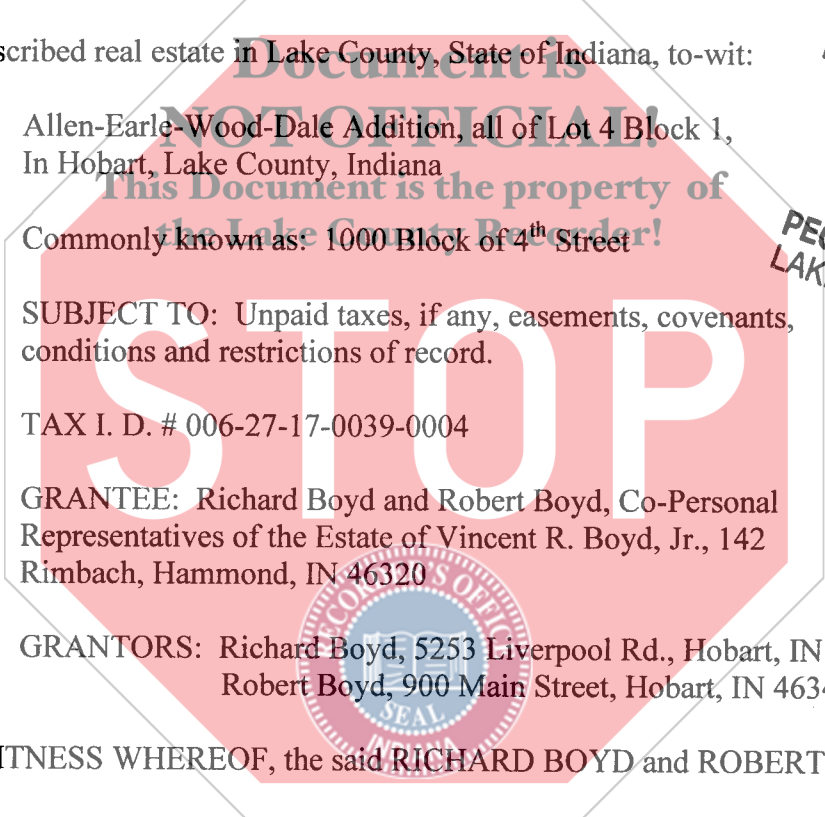 scribed real estate in Lake County, State of Indiana, to-wit:
Document is
NOT OFFICIAL!
Allen-Earle-Wood-Dale Addition, all of Lot 4 Block 1,
In Hobart, Lake County, Indiana
This Document is the property of
the Lake County Recorder!
Commonly known as: 1000 Block of 4th Street
SUBJECT TO: Unpaid taxes, if any, easements, covenants,
conditions and restrictions of record.
STOP
TAX I. D. # 006-27-17-0039-0004
GRANTEE: Richard Boyd and Robert Boyd, Co-Personal
Representatives of the Estate of Vincent R. Boyd, Jr., 142
Rimbach, Hammond, IN 46320
GRANTORS: Richard Boyd, 5253 Liverpool Rd., Hobart, IN
Robert Boyd, 900 Main Street, Hobart, IN 4634
SEAL
ITNESS WHEREOF, the said RICHARD BOYD and ROBERT